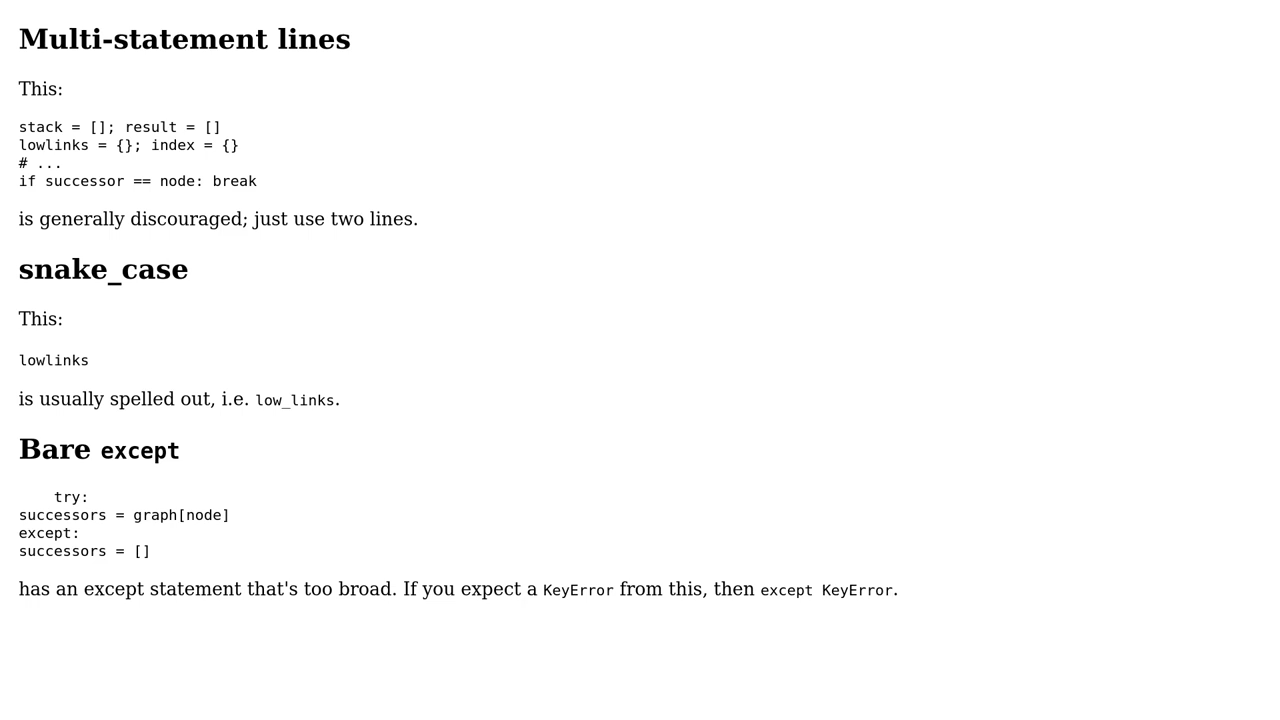 Multi-statement lines
This:
stack = []; result = []
lowlinks = {}; index = {}
# ...
if successor == node: break
is generally discouraged; just use two lines.
snake_case
This:
lowlinks
is usually spelled out, i.e. low_links.
Bare except
    try:
successors = graph[node]
except:
successors = []
has an except statement that's too broad. If you expect a KeyError from this, then except KeyError.